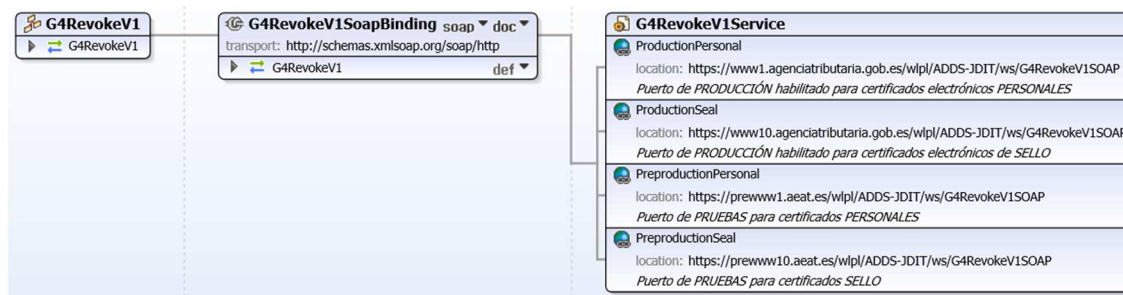 G4RevokeV1
G4RevokeV1
G4RevokeV1SoapBinding soap doc
transport: http://schemas.xmlsoap.org/soap/http
G4RevokeV1 def
G4RevokeV1Service
ProductionPersonal
location: https://www1.agenciatributaria.gob.es/wlpl/ADDS-JDIT/ws/G4RevokeV1SOAP
Puerto de PRODUCCIÓN habilitado para certificados electrónicos PERSONALES
ProductionSeal
location: https://www10.agenciatributaria.gob.es/wlpl/ADDS-JDIT/ws/G4RevokeV1SOAP
Puerto de PRODUCCIÓN habilitado para certificados electrónicos de SELLO
PreproductionPersonal
location: https://prewww1.aeat.es/wlpl/ADDS-JDIT/ws/G4RevokeV1SOAP
Puerto de PRUEBAS para certificados PERSONALES
PreproductionSeal
location: https://prewww10.aeat.es/wlpl/ADDS-JDIT/ws/G4RevokeV1SOAP
Puerto de PRUEBAS para certificados SELLO